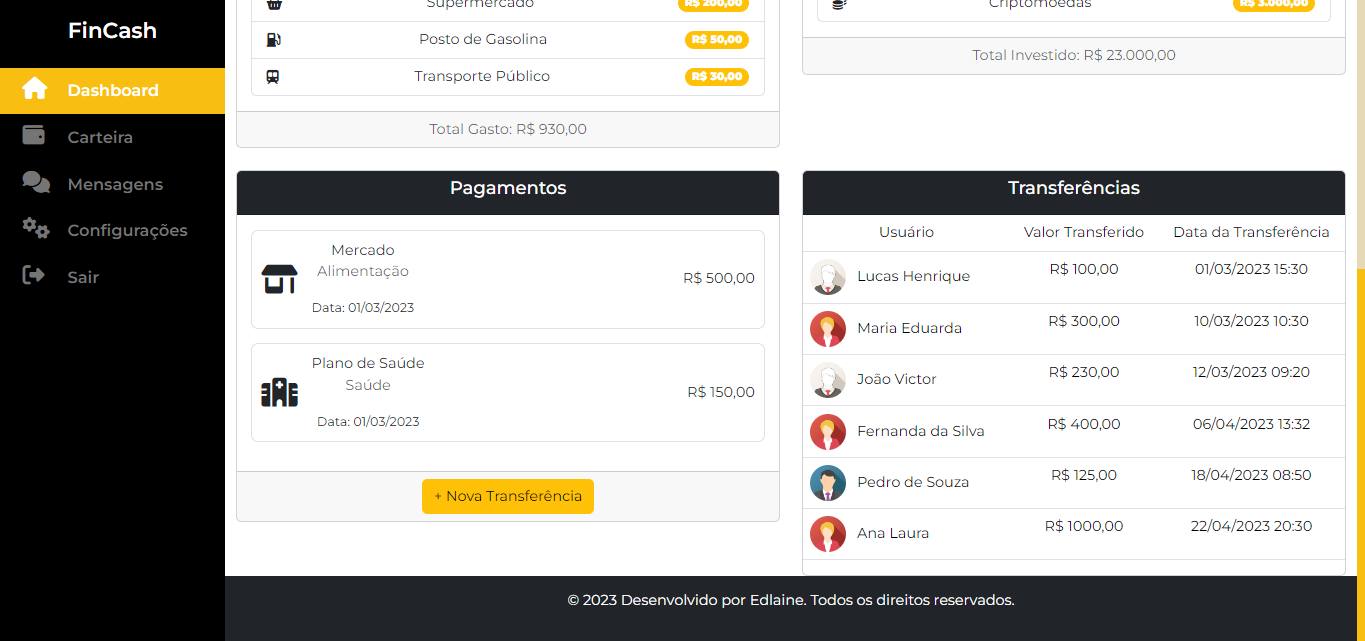 FinCash
Dashboard
Carteira
Mensagens
Configurações
Sair
Supermercado R$ 200,00
Posto de Gasolina R$ 50,00
Transporte Público R$ 30,00
Total Gasto: R$ 930,00
Criptomoedas R$ 3.000,00
Total Investido: R$ 23.000,00
Pagamentos
Mercado
Alimentação
R$ 500,00
Data: 01/03/2023
Plano de Saúde
Saúde
R$ 150,00
Data: 01/03/2023
+ Nova Transferência
Transferências
Usuário Valor Transferido Data da Transferência
Lucas Henrique R$ 100,00 01/03/2023 15:30
Maria Eduarda R$ 300,00 10/03/2023 10:30
João Victor R$ 230,00 12/03/2023 09:20
Fernanda da Silva R$ 400,00 06/04/2023 13:32
Pedro de Souza R$ 125,00 18/04/2023 08:50
Ana Laura R$ 1000,00 22/04/2023 20:30
© 2023 Desenvolvido por Edlaine. Todos os direitos reservados.